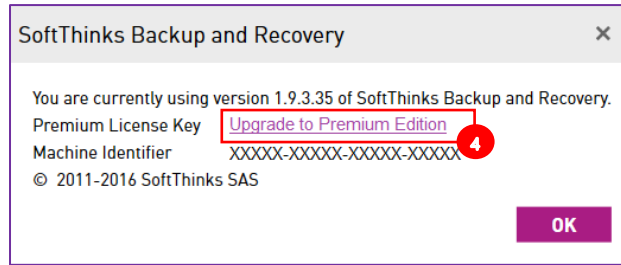 SoftThinks Backup and Recovery ×
You are currently using version 1.9.3.35 of SoftThinks Backup and Recovery.
Premium License Key Upgrade to Premium Edition
4
Machine Identifier XXXXX-XXXXX-XXXXX-XXXXX
© 2011-2016 SoftThinks SAS
OK